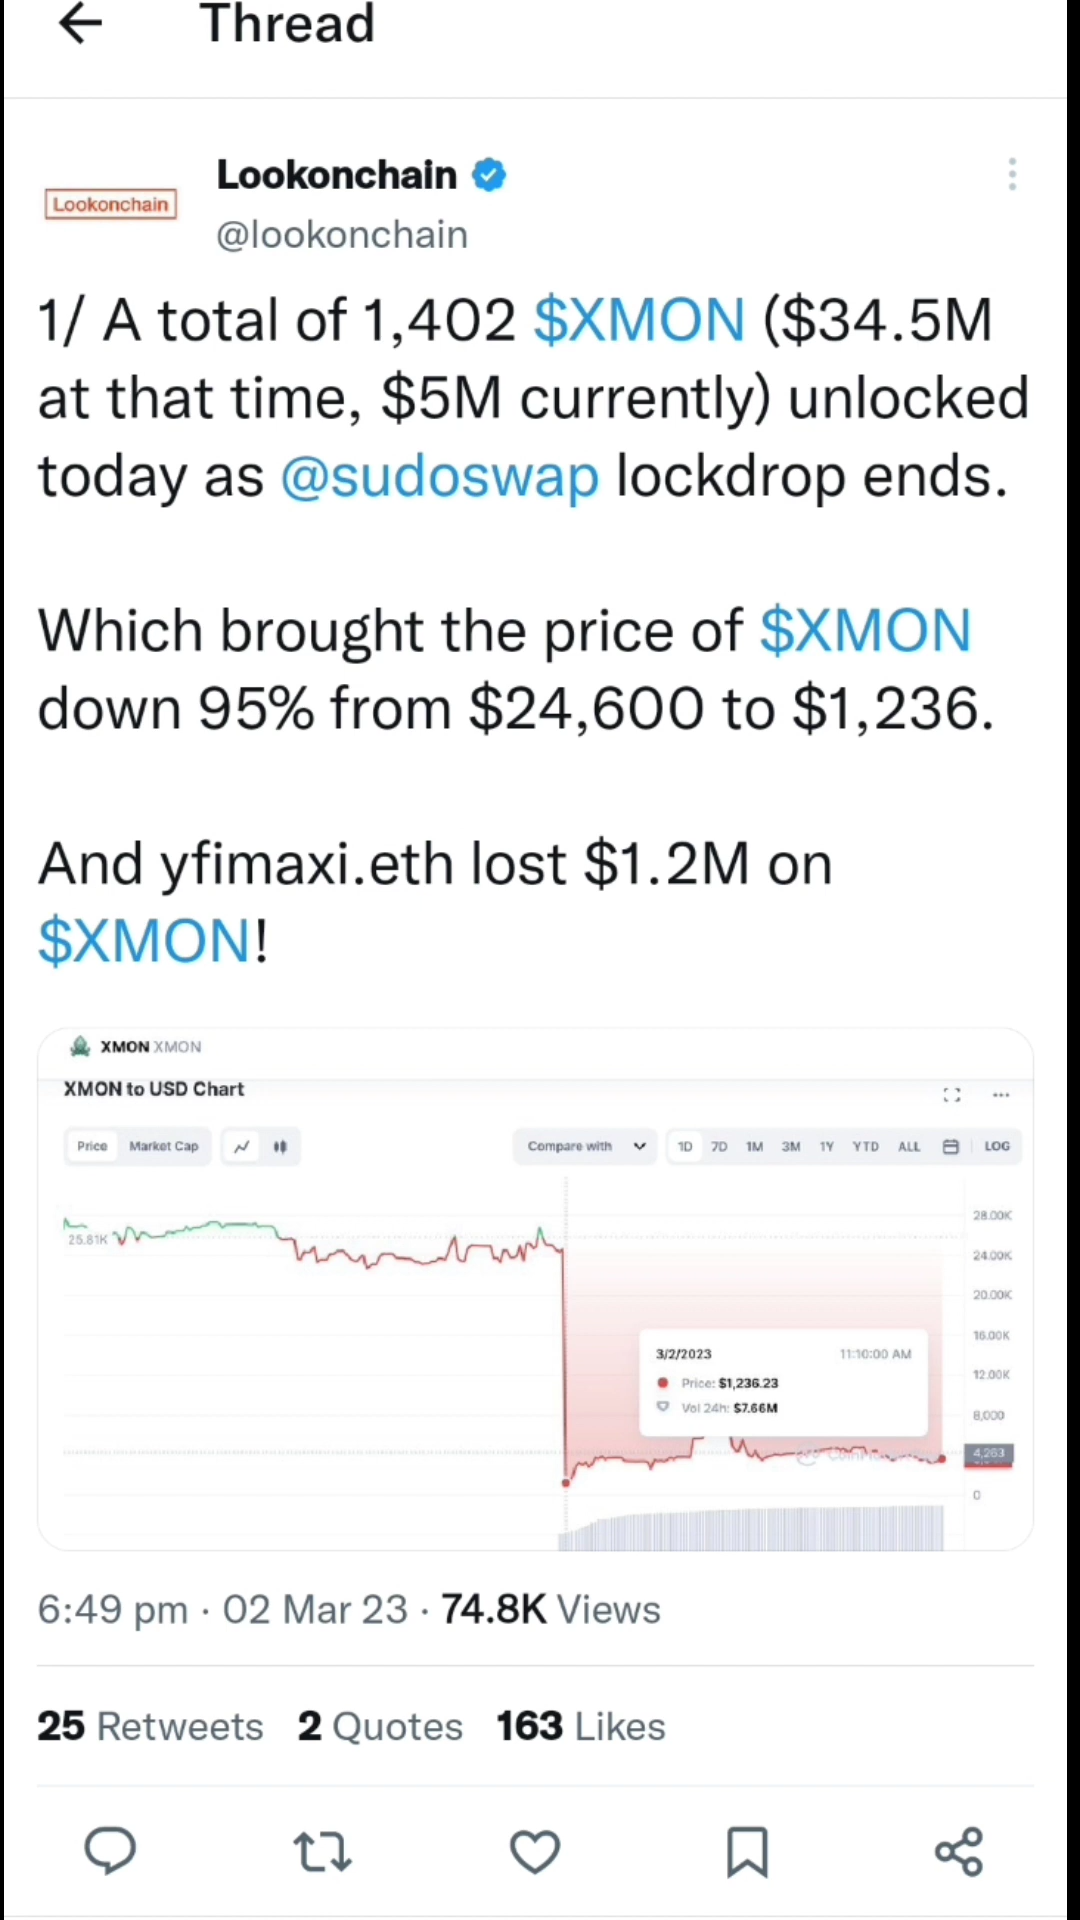 Thread
Lookonchain
Lookonchain
@lookonchain
1/ A total of 1,402 $XMON ($34.5M
at that time, $5M currently) unlocked
today as @sudoswap lockdrop ends.
Which brought the price of $XMON
down 95% from $24,600 to $1,236.
And yfimaxi.eth lost $1.2M on
$XMON!
XMON XMON
XMON to USD Chart
Price Market Cap Compare with 1D 7D 1M 3M 1Y YTD ALL LOG
28.00K
25.81K
24.00K
20.00K
16.00K
3/2/2023 11:10:00 AM
12.00K
Price: $1,236.23
Vol 24h: $7.66M
8,000
4,263
0
6:49 pm · 02 Mar 23 · 74.8K Views
25 Retweets 2 Quotes 163 Likes